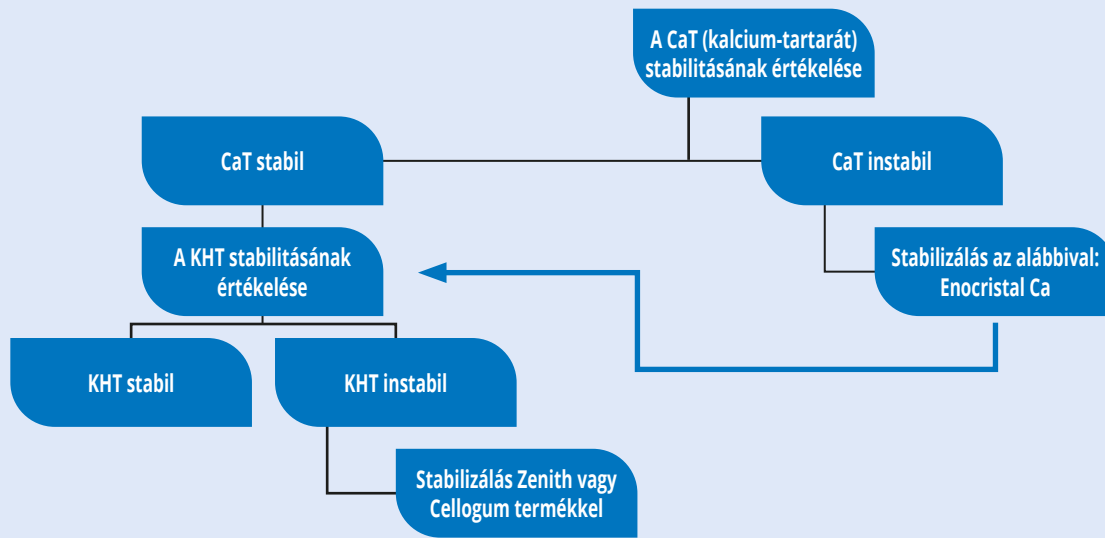 A CaT (kalcium-tartarát)
stabilitásának értékelése
CaT stabil
CaT instabil
A KHT stabilitásának
értékelése
Stabilizálás az alábbival:
Enocristal Ca
KHT stabil
KHT instabil
Stabilizálás Zenith vagy
Cellogum termékkel